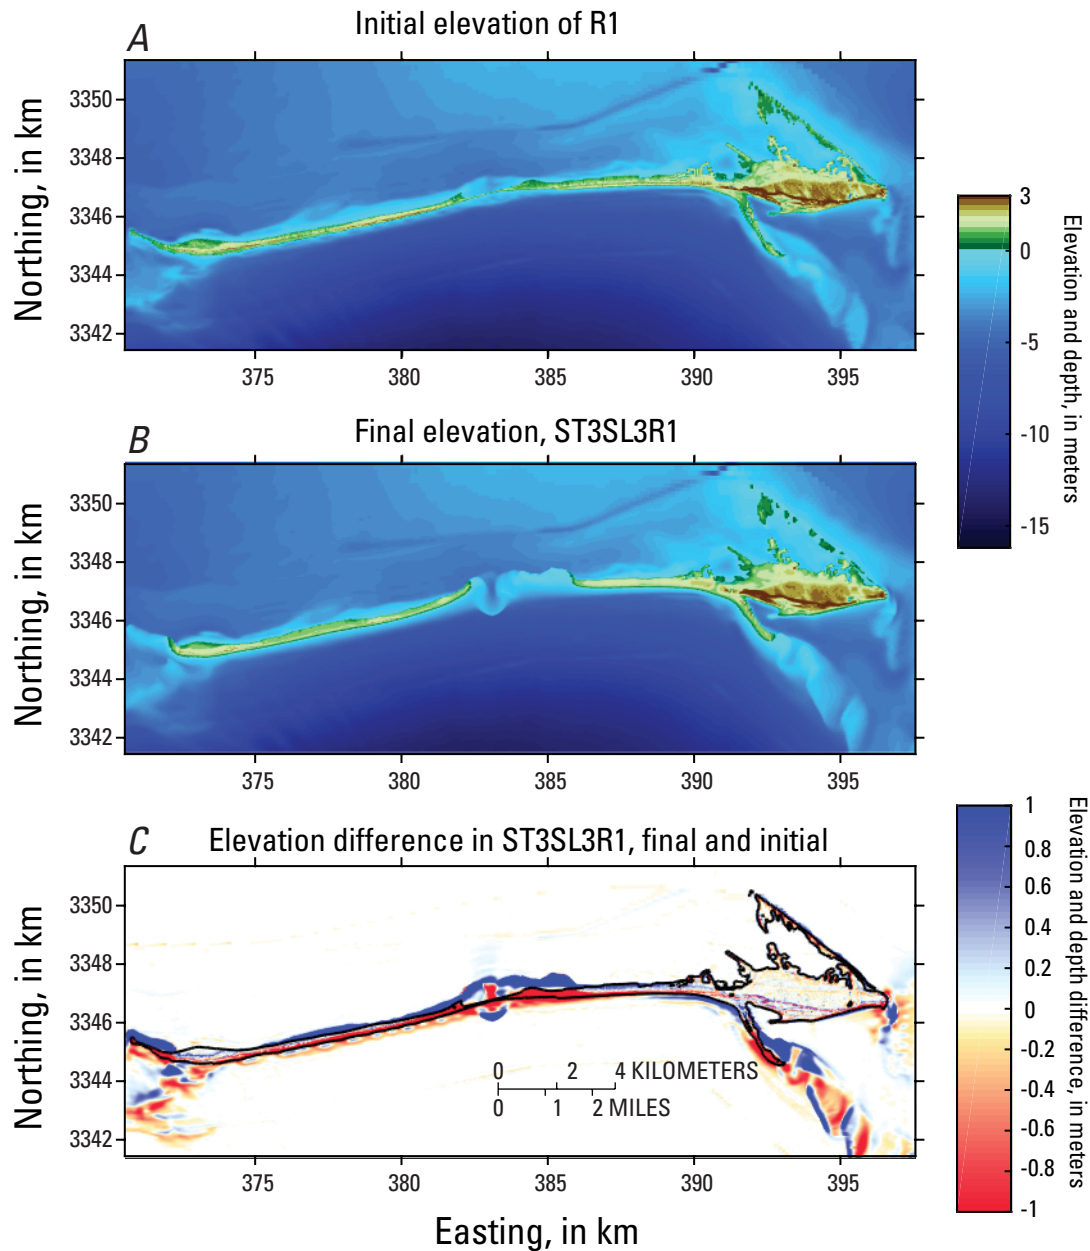 A
Initial elevation of R1
Northing, in km
3350
3348
3346
3344
3342
375 380 385 390 395
3
0
-5
-10
-15
Elevation and depth, in meters
B
Final elevation, ST3SL3R1
Northing, in km
3350
3348
3346
3344
3342
375 380 385 390 395
C
Elevation difference in ST3SL3R1, final and initial
Northing, in km
3350
3348
3346
3344
3342
0 2 4 KILOMETERS
0 1 2 MILES
375 380 385 390 395
Easting, in km
1
0.8
0.6
0.4
0.2
0
-0.2
-0.4
-0.6
-0.8
-1
Elevation and depth difference, in meters